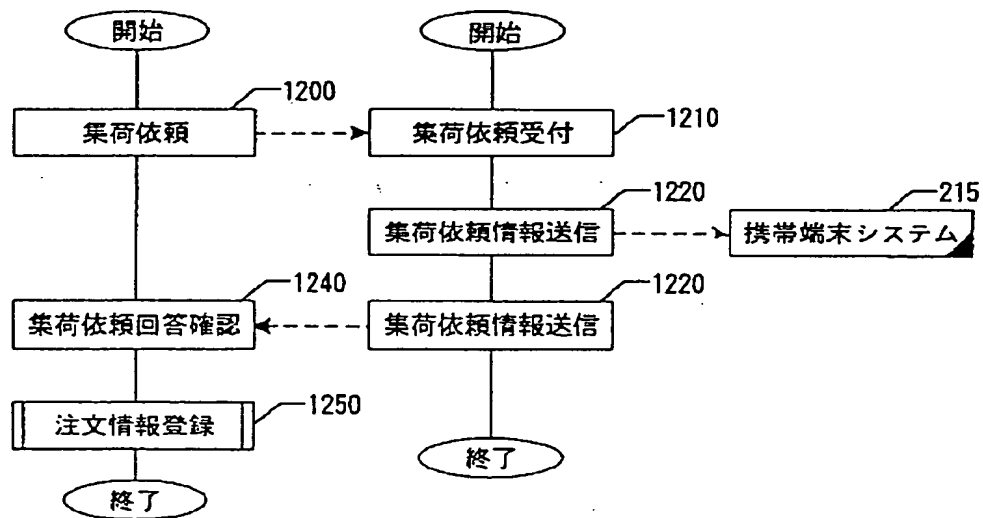 開始
開始
1200
集荷依頼
集荷依頼受付
1210
1220
215
集荷依頼情報送信
携帯端末システム
1240
1220
集荷依頼回答確認
集荷依頼情報送信
1250
注文情報登録
終了
終了